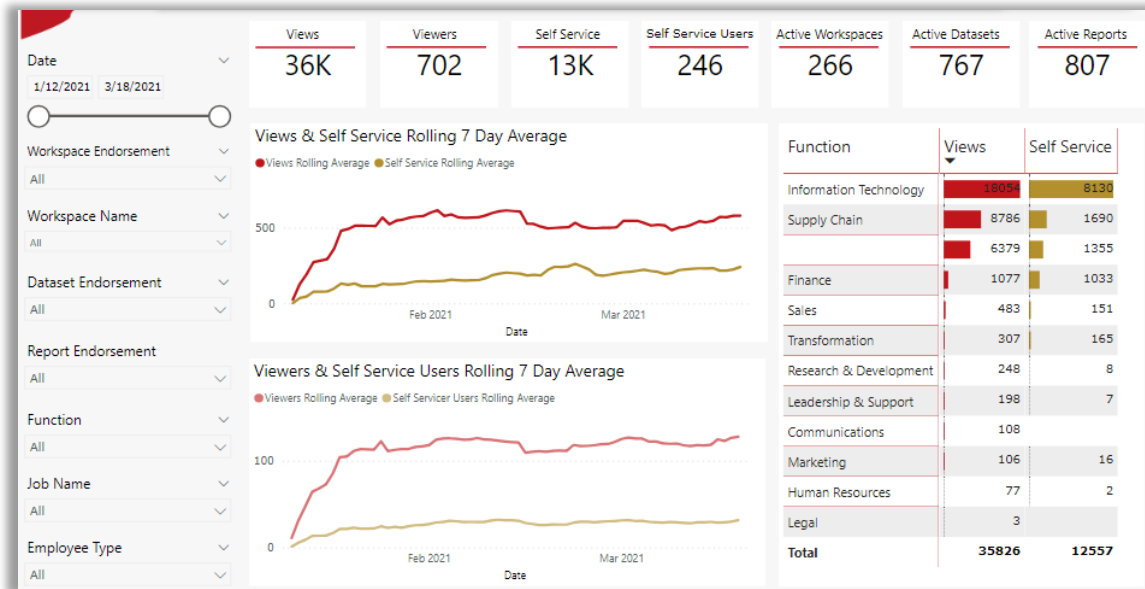 Views
36K
Viewers
702
Self Service
13K
Self Service Users
246
Active Workspaces
266
Active Datasets
767
Active Reports
807
Date
1/12/2021 3/18/2021
Workspace Endorsement
All
Workspace Name
All
Dataset Endorsement
All
Report Endorsement
All
Function
All
Job Name
All
Employee Type
All
Views & Self Service Rolling 7 Day Average
Views Rolling Average Self Service Rolling Average
500
0
Feb 2021 Mar 2021
Date
Viewers & Self Service Users Rolling 7 Day Average
Viewers Rolling Average Self Servicer Users Rolling Average
100
0
Feb 2021 Mar 2021
Date
Function Views Self Service
Information Technology 18054 8130
Supply Chain 8786 1690
6379 1355
Finance 1077 1033
Sales 483 151
Transformation 307 165
Research & Development 248 8
Leadership & Support 198 7
Communications 108
Marketing 106 16
Human Resources 77 2
Legal 3
Total 35826 12557